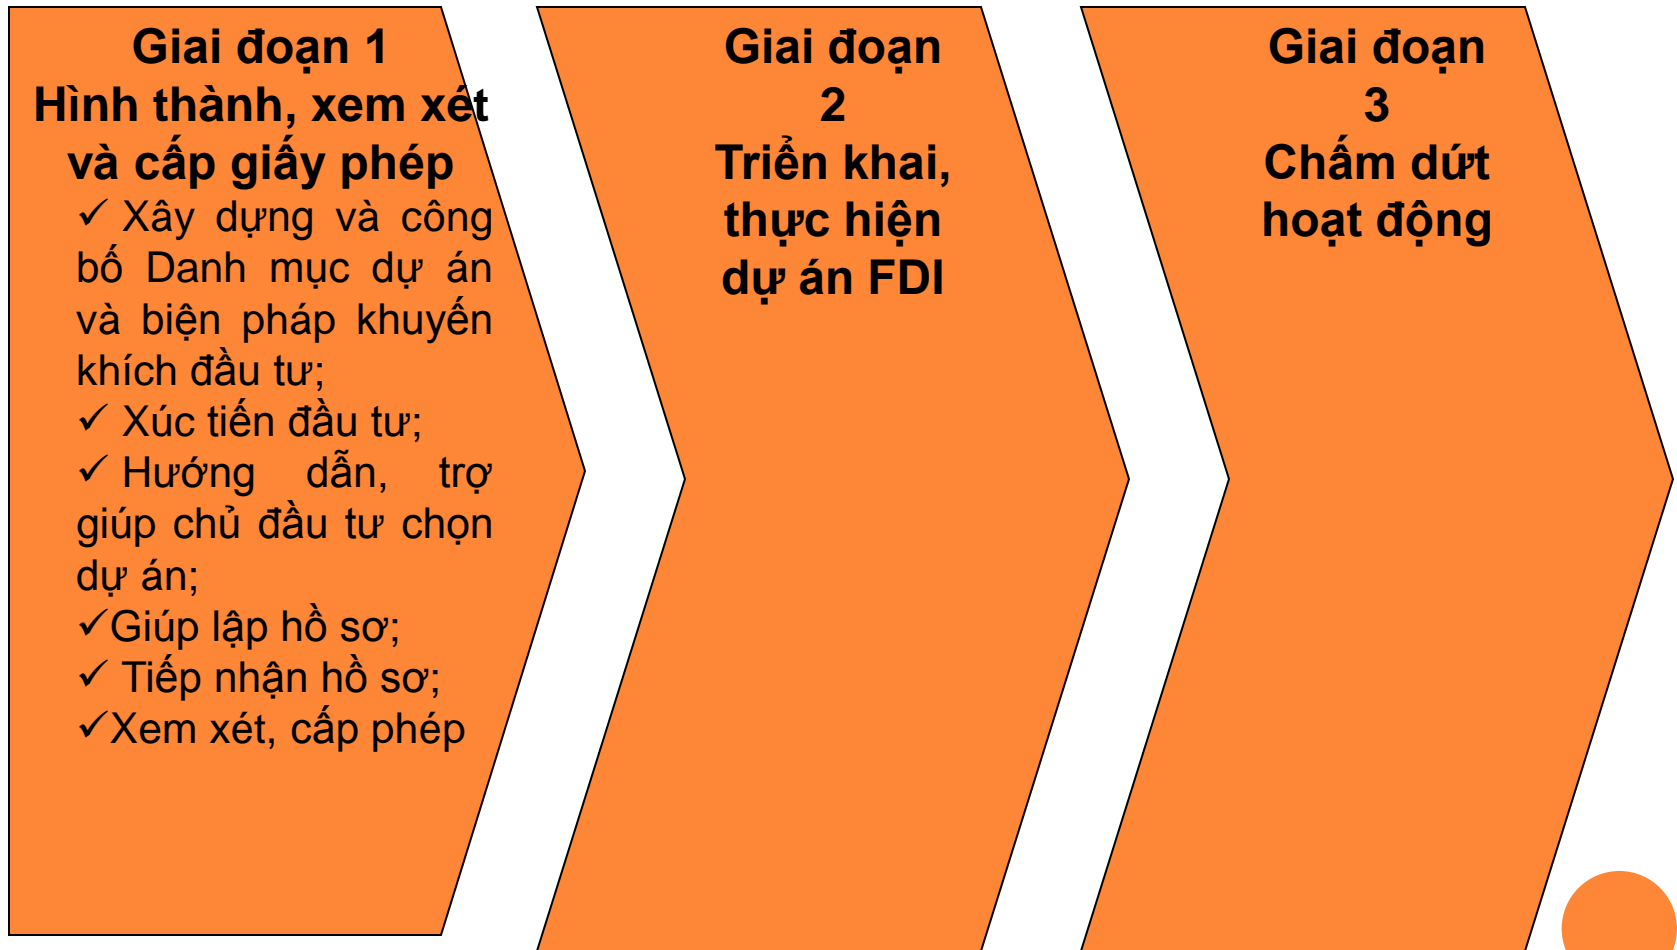 Giai đoạn 1
Hình thành, xem xét
và cấp giấy phép
✓ Xây dựng và công
bố Danh mục dự án
và biện pháp khuyến
khích đầu tư;
✓ Xúc tiến đầu tư;
✓ Hướng dẫn, trợ
giúp chủ đầu tư chọn
dự án;
✓Giúp lập hồ sơ;
✓ Tiếp nhận hồ sơ;
✓Xem xét, cấp phép
Giai đoạn
2
Triển khai,
thực hiện
dự án FDI
Giai đoạn
3
Chấm dứt
hoạt động